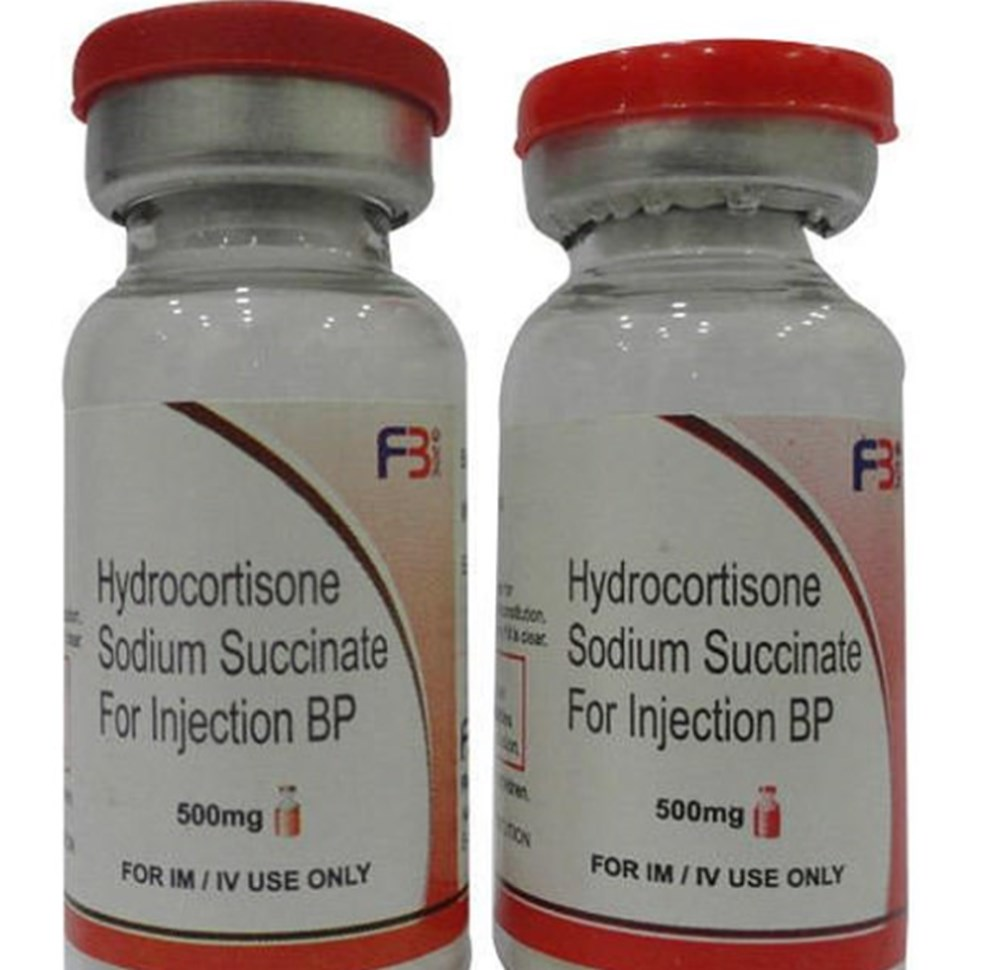 FB
Hydrocortisone
Sodium Succinate
For Injection BP
500mg
FOR IM / IV USE ONLY
FB
Hydrocortisone
Sodium Succinate
For Injection BP
500mg
FOR IM / IV USE ONLY